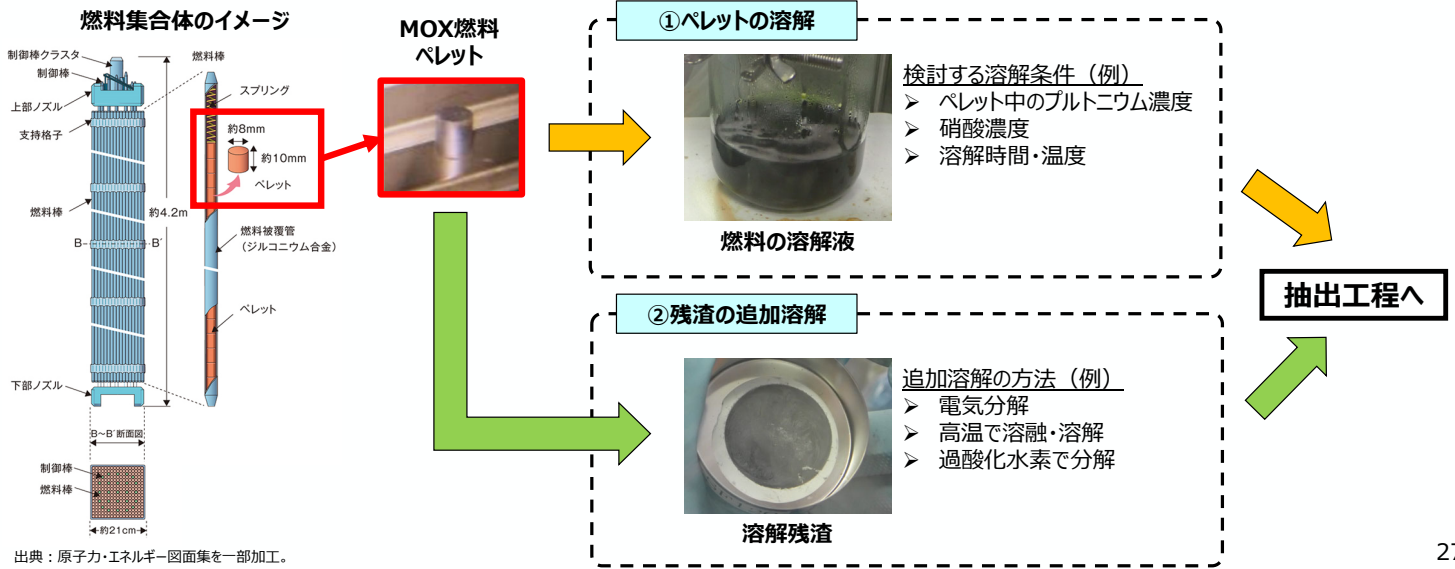 燃料集合体のイメージ
制御棒クラスタ
制御棒
上部ノズル
支持格子
燃料棒
B
B'
約4.2m
下部ノズル
B~B'断面図
制御棒
燃料棒
約21cm
燃料棒
スプリング
約8mm
約10mm
ペレット
燃料被覆管
(ジルコニウム合金)
ペレット
出典:原子力・エネルギー図面集を一部加工。
MOX燃料
ペレット
①ペレットの溶解
検討する溶解条件(例)
➢ ペレット中のプルトニウム濃度
➢ 硝酸濃度
➢ 溶解時間・温度
燃料の溶解液
②残渣の追加溶解
追加溶解の方法(例)
➢ 電気分解
➢ 高温で溶融・溶解
➢ 過酸化水素で分解
溶解残渣
抽出工程へ
27